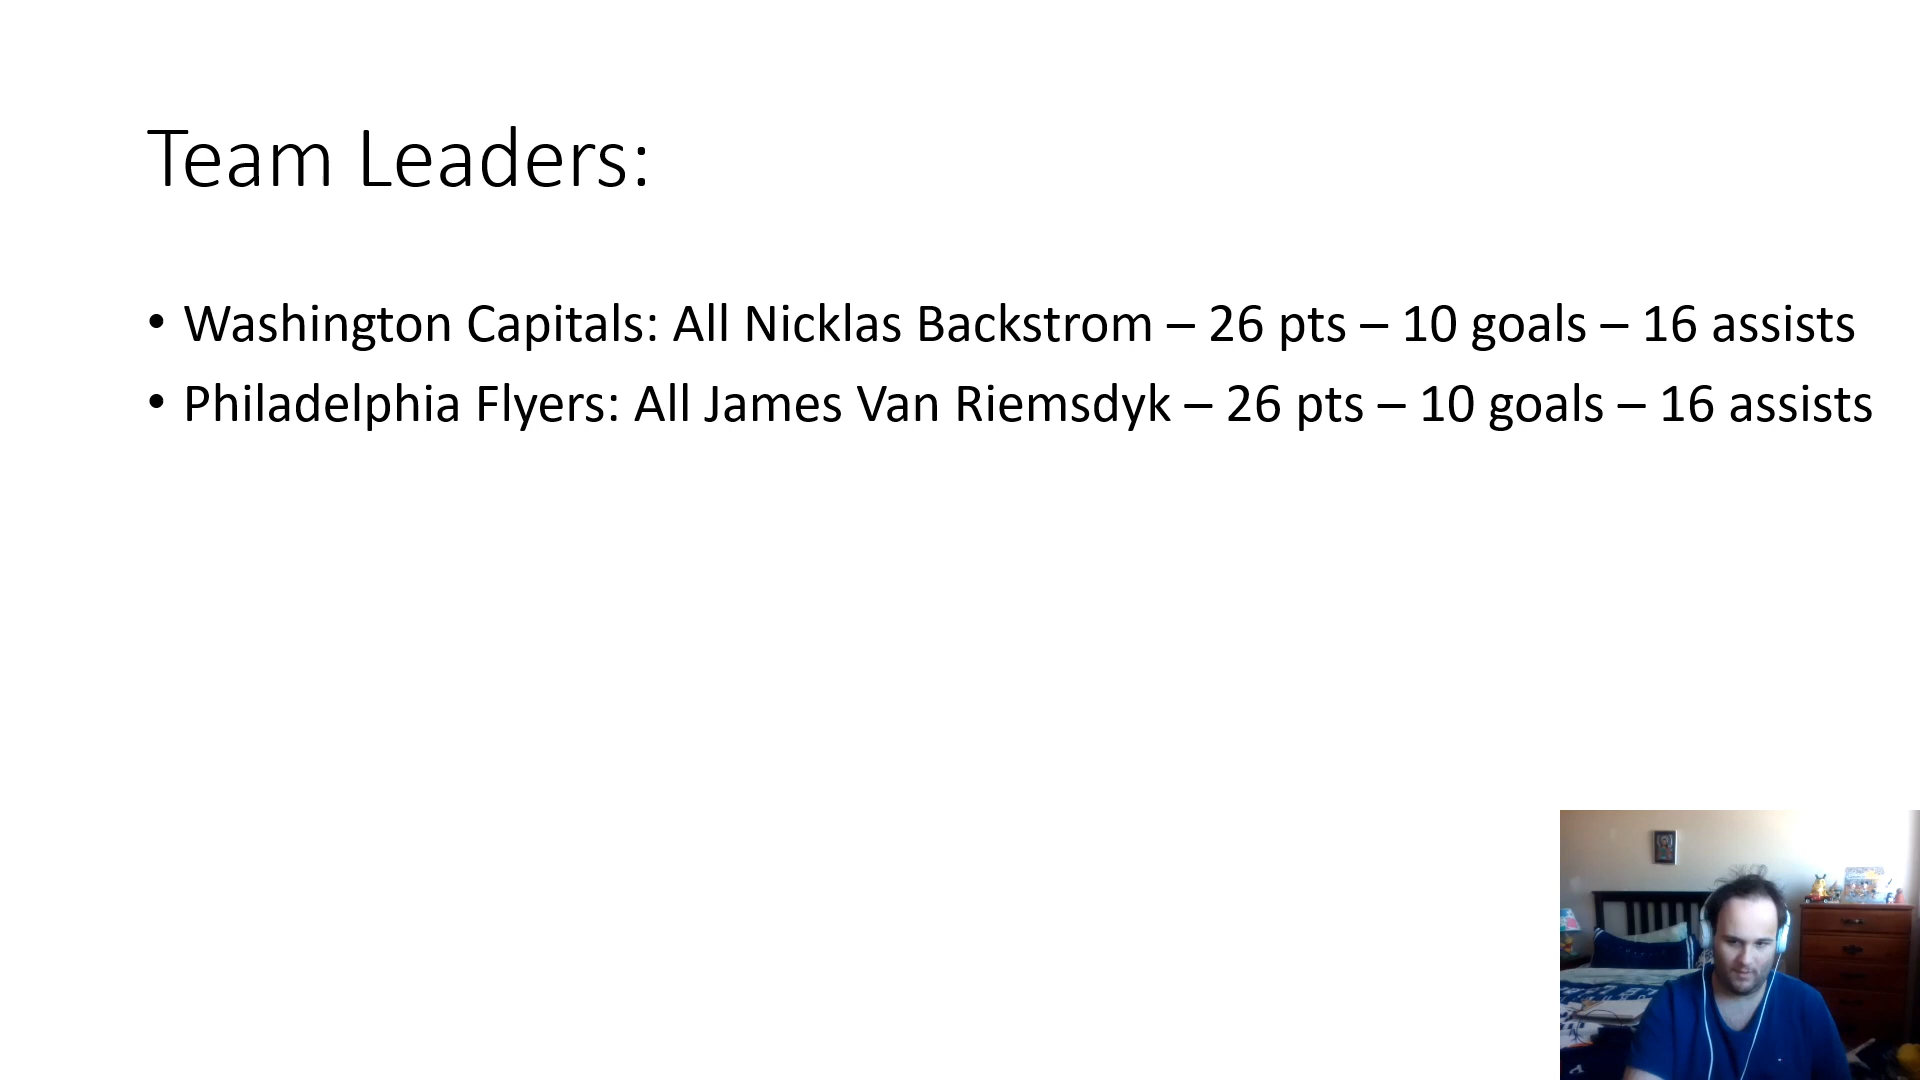 Team Leaders:
• Washington Capitals: All Nicklas Backstrom – 26 pts – 10 goals – 16 assists
• Philadelphia Flyers: All James Van Riemsdyk – 26 pts – 10 goals – 16 assists